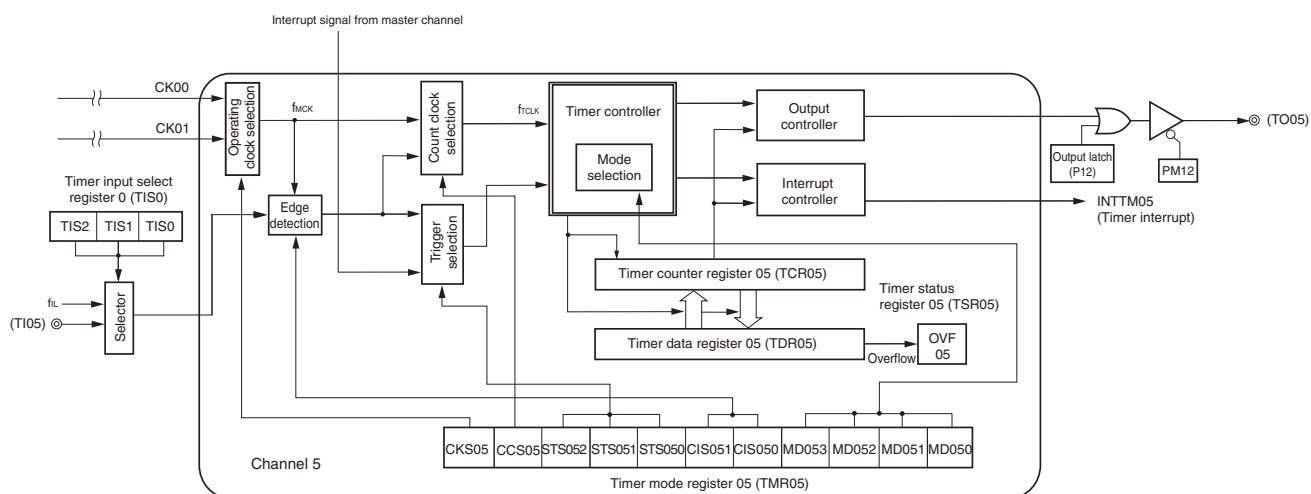 Interrupt signal from master channel
CK00
CK01
Operating
clock selection
fMCK
Count clock
selection
fTCLK
Timer controller
Mode
selection
Output
controller
Interrupt
controller
Output latch
(P12)
PM12
(TO05)
INTTM05
(Timer interrupt)
Timer input select
register 0 (TIS0)
TIS2 TIS1 TIS0
Edge
detection
Trigger
selection
fIL
(TI05)
Selector
Timer counter register 05 (TCR05)
Timer status
register 05 (TSR05)
Timer data register 05 (TDR05)
Overflow
OVF
05
CKS05 CCS05 STS052 STS051 STS050 CIS051 CIS050 MD053 MD052 MD051 MD050
Channel 5
Timer mode register 05 (TMR05)